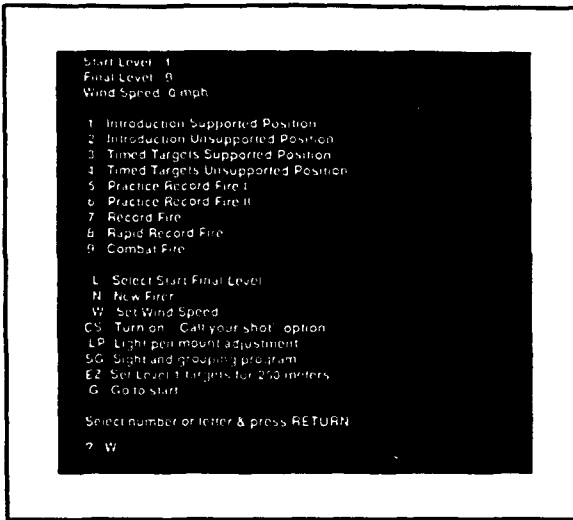 Start Level 1
Final Level 9
Wind Speed 0 mph
1 Introduction Supported Position
2 Introduction Unsupported Position
3 Timed Targets Supported Position
4 Timed Targets Unsupported Position
5 Practice Record Fire I
6 Practice Record Fire II
7 Record Fire
8 Rapid Record Fire
9 Combat Fire
L Select Start Final Level
N New Firer
W Set Wind Speed
CS Turn on Call your shot option
LP Light pen mount adjustment
SG Sight and grouping program
EZ Set Level 1 targets for 250 meters
G Go to start
Select number or letter & press RETURN
? W